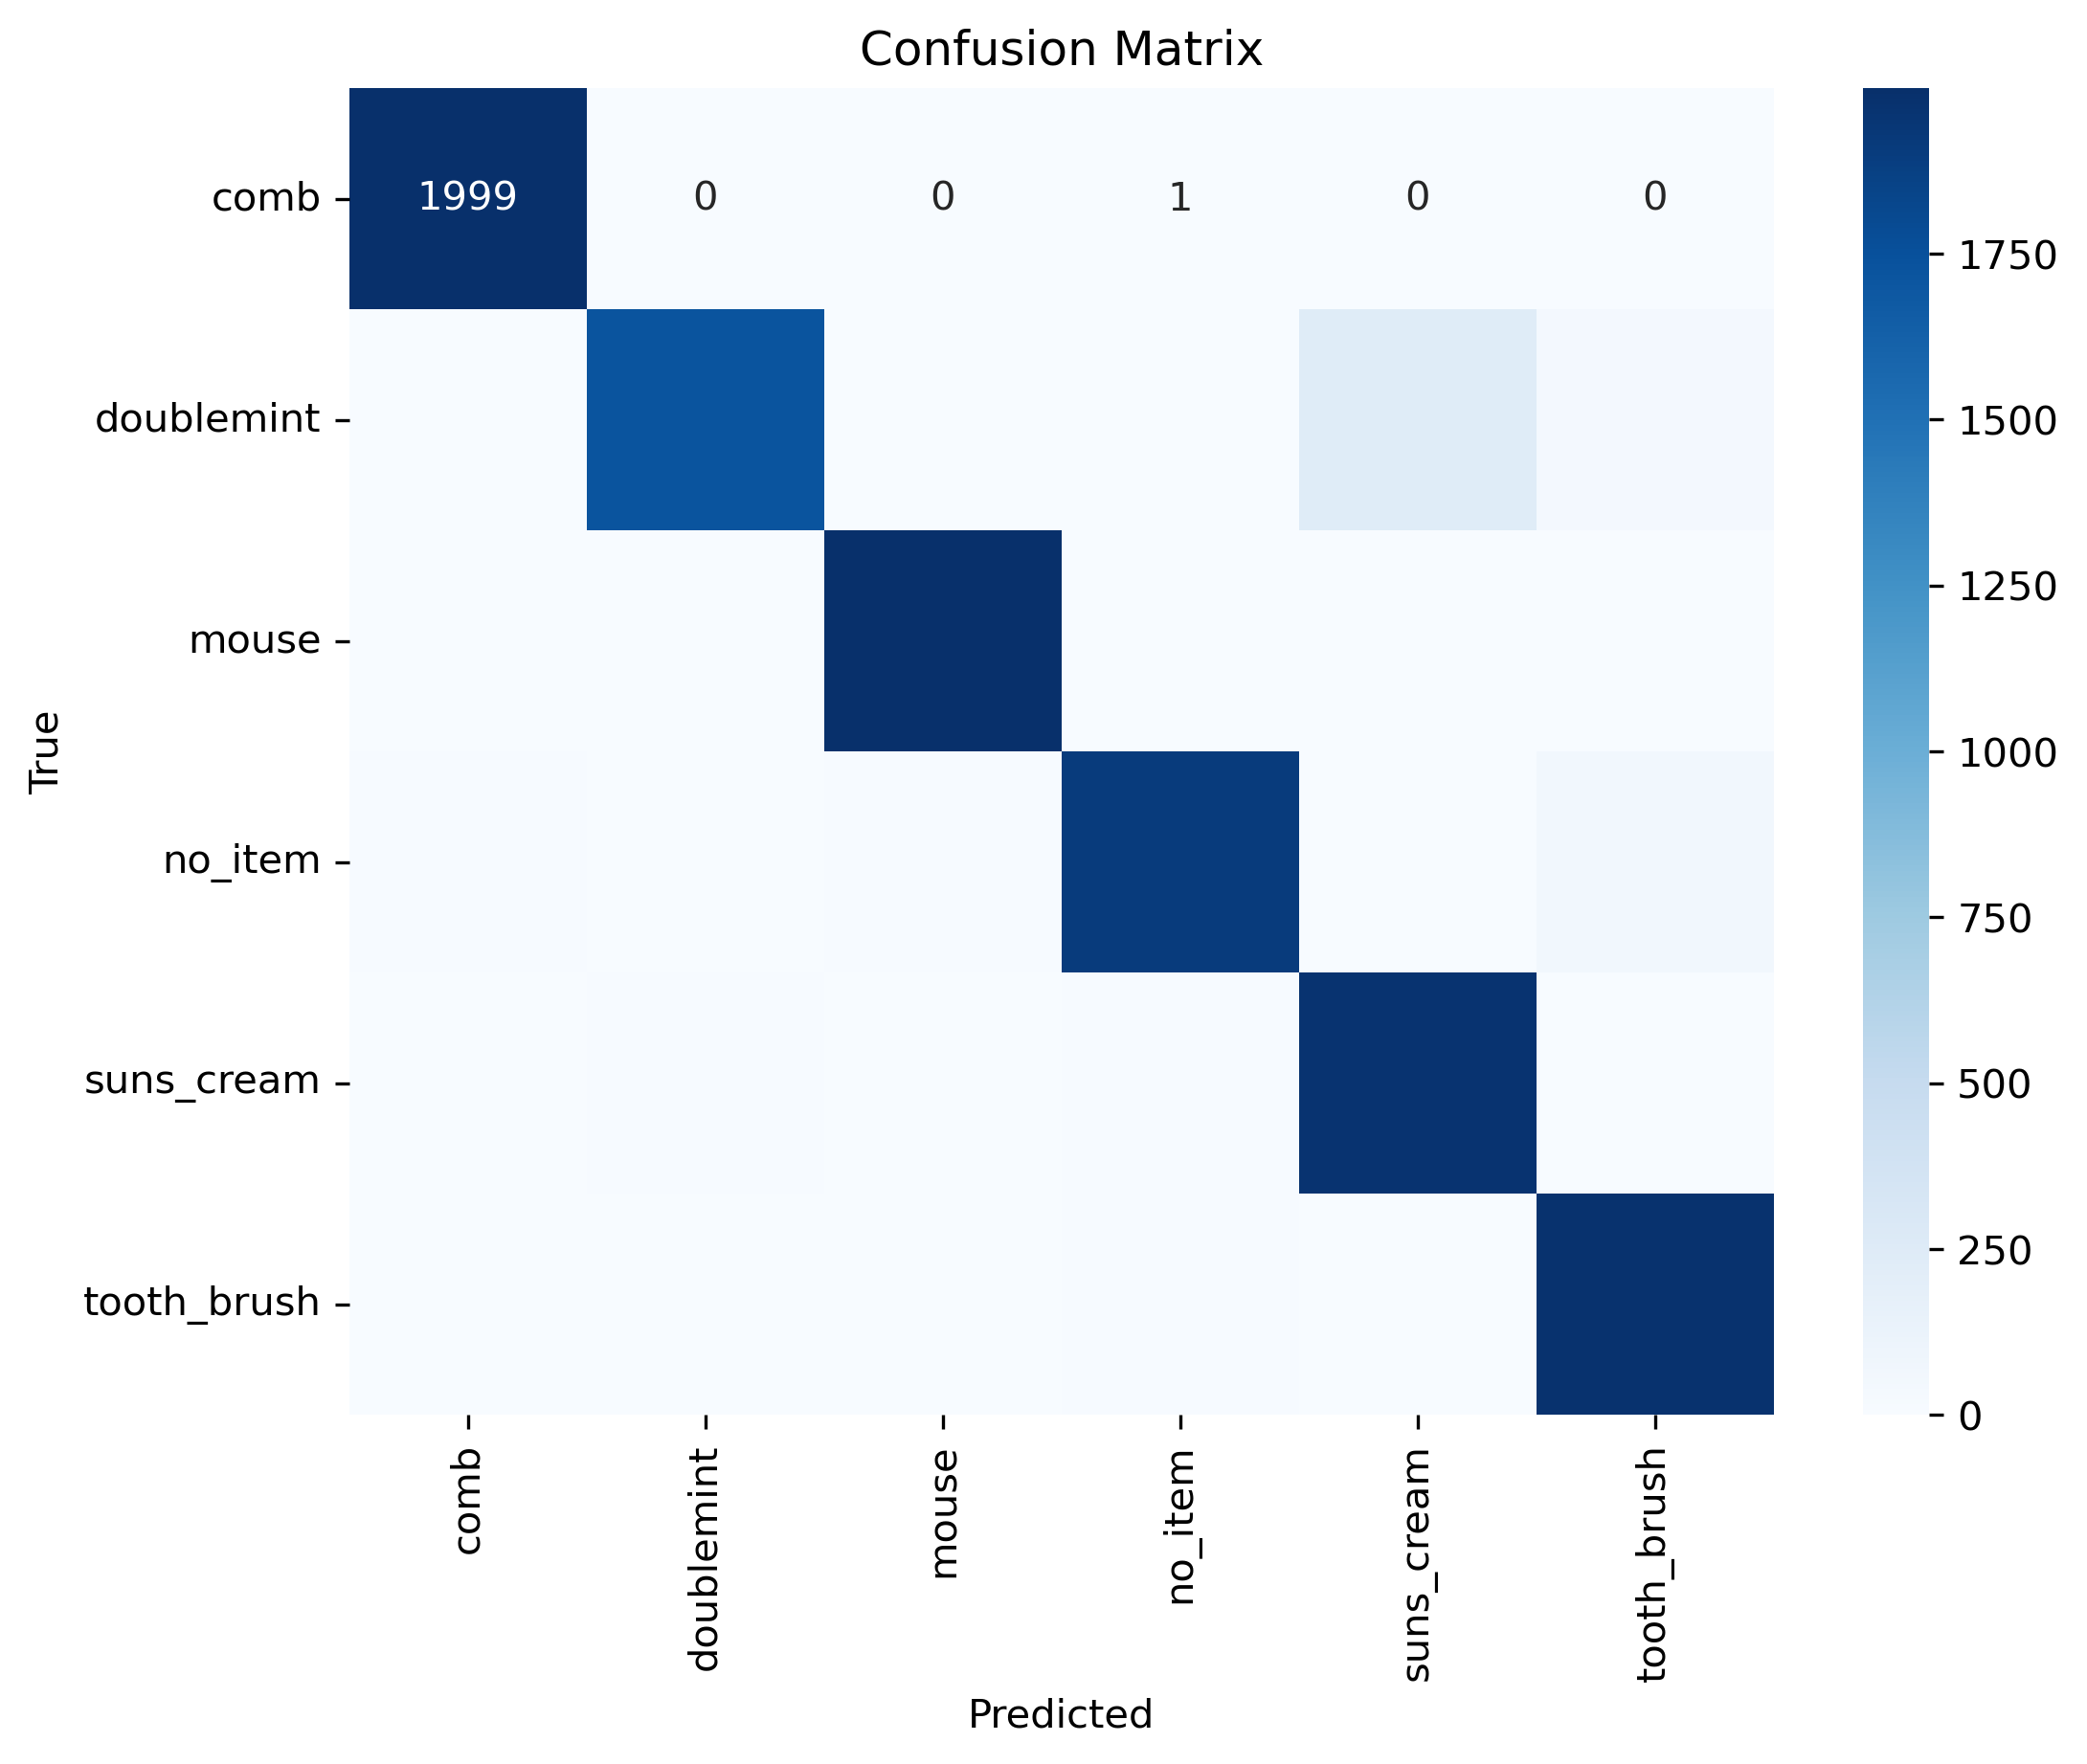 Confusion Matrix
comb 1999 0 0 1 0 0
doublemint
mouse
no_item
suns_cream
tooth_brush
True
comb doublemint mouse no_item suns_cream tooth_brush
Predicted
1750
1500
1250
1000
750
500
250
0